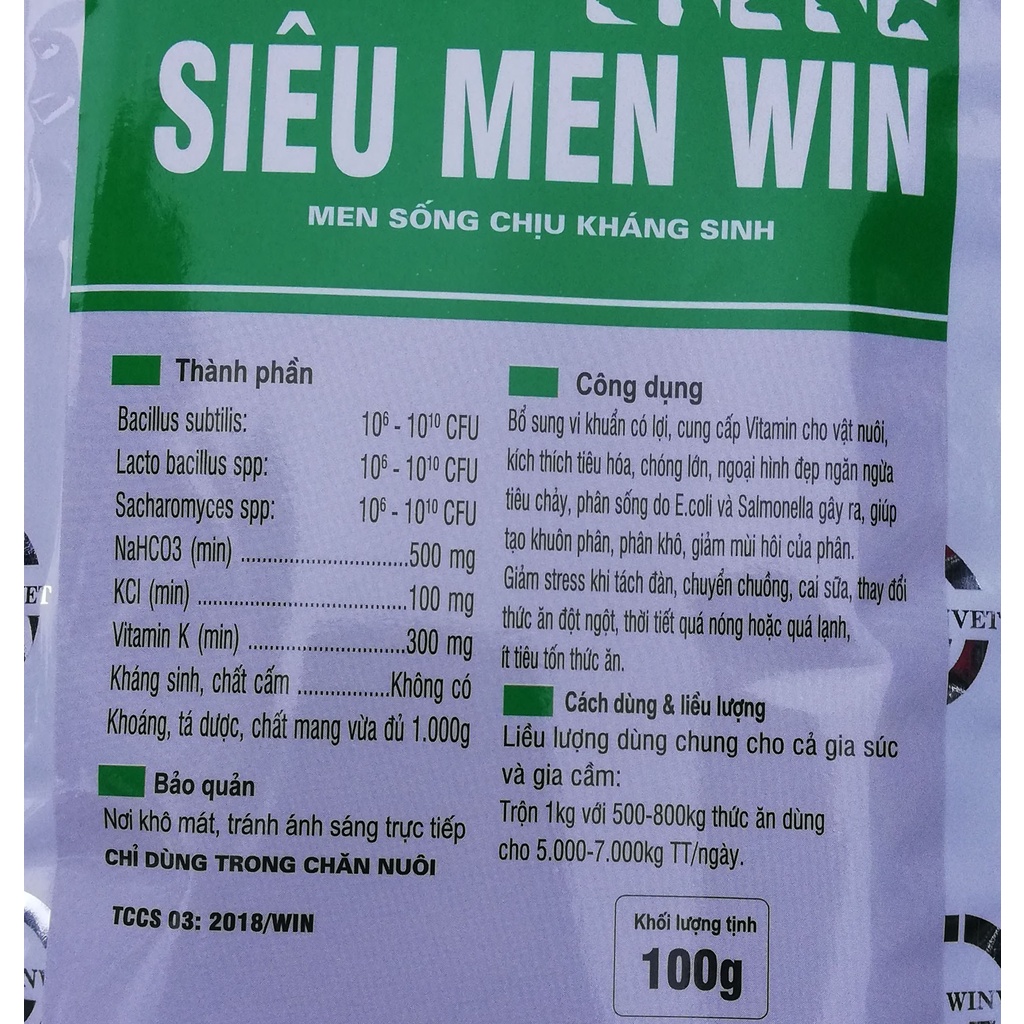 SIÊU MEN WIN
MEN SỐNG CHỊU KHÁNG SINH
Thành phần
Bacillus subtilis: 10⁶ - 10¹⁰ CFU
Lacto bacillus spp: 10⁶ - 10¹⁰ CFU
Sacharomyces spp: 10⁶ - 10¹⁰ CFU
NaHCO3 (min) ................................500 mg
KCl (min) ........................................100 mg
Vitamin K (min) ..............................300 mg
Kháng sinh, chất cấm .................Không có
Khoáng, tá dược, chất mang vừa đủ 1.000g
Bảo quản
Nơi khô mát, tránh ánh sáng trực tiếp
CHỈ DÙNG TRONG CHĂN NUÔI
TCCS 03: 2018/WIN
Công dụng
Bổ sung vi khuẩn có lợi, cung cấp Vitamin cho vật nuôi,
kích thích tiêu hóa, chóng lớn, ngoại hình đẹp ngăn ngừa
tiêu chảy, phân sống do E.coli và Salmonella gây ra, giúp
tạo khuôn phân, phân khô, giảm mùi hôi của phân.
Giảm stress khi tách đàn, chuyển chuồng, cai sữa, thay đổi
thức ăn đột ngột, thời tiết quá nóng hoặc quá lạnh,
ít tiêu tốn thức ăn.
Cách dùng & liều lượng
Liều lượng dùng chung cho cả gia súc
và gia cầm:
Trộn 1kg với 500-800kg thức ăn dùng
cho 5.000-7.000kg TT/ngày.
Khối lượng tịnh
100g